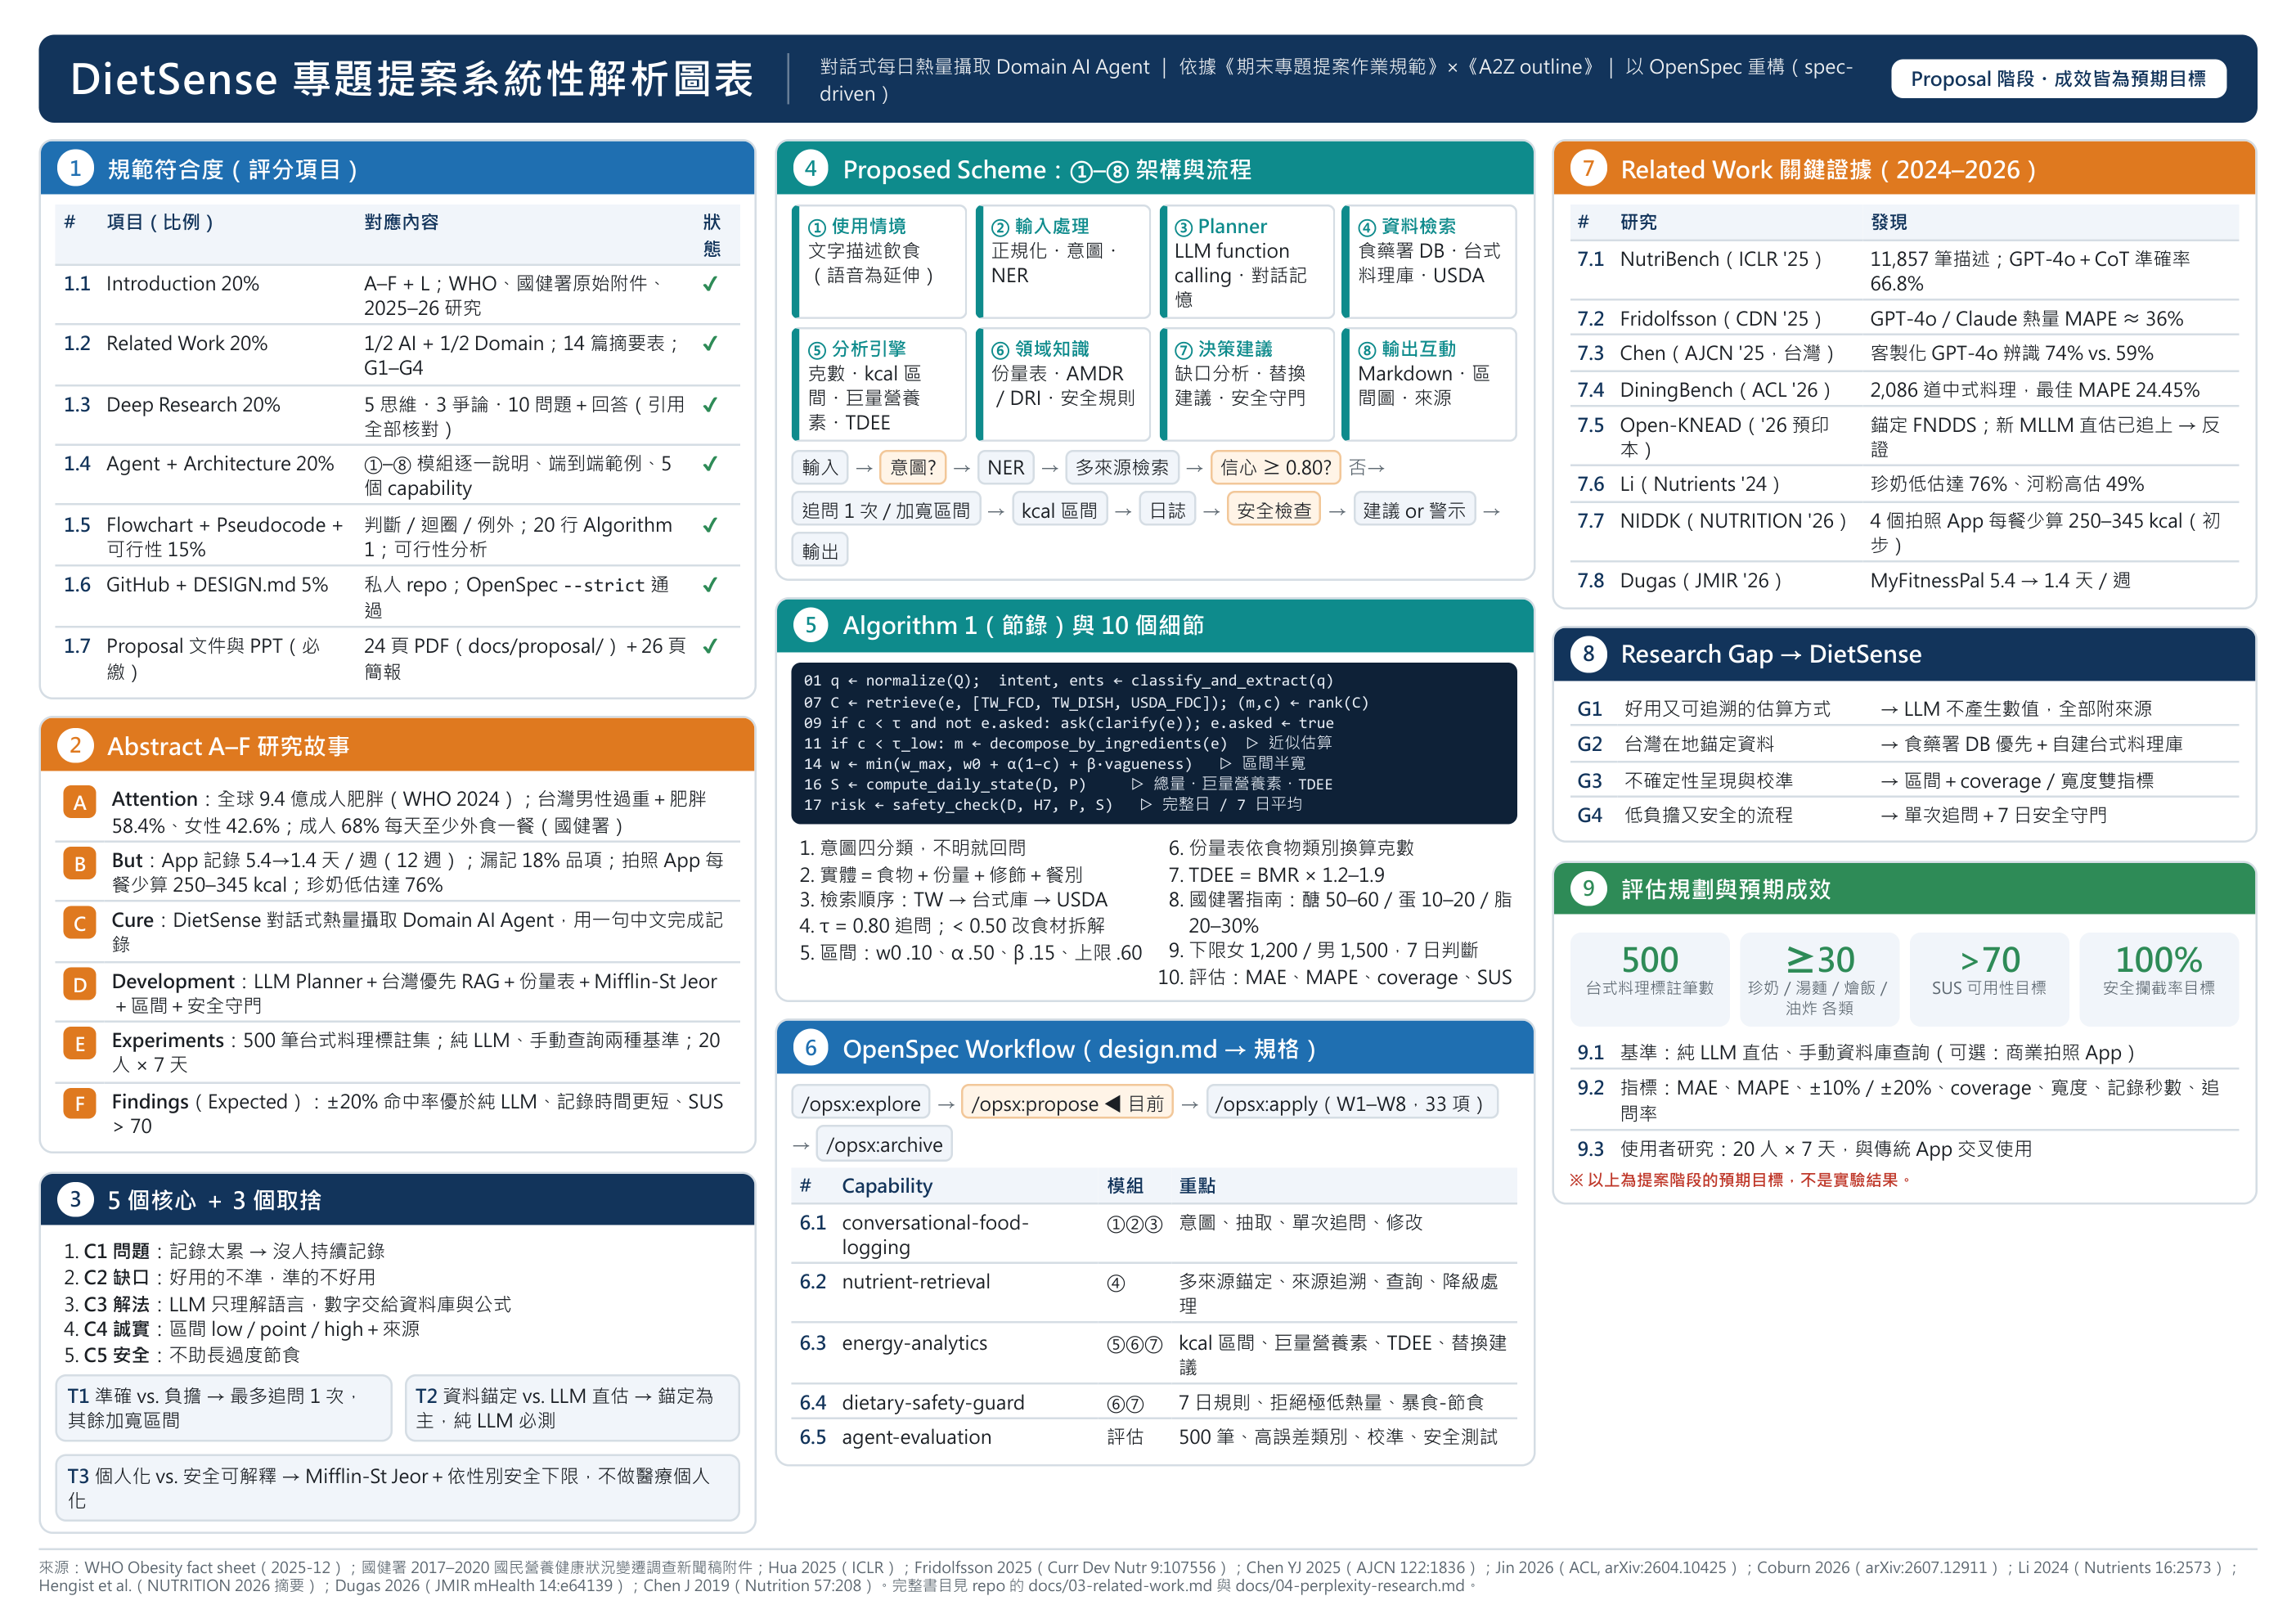 DietSense 專題提案系統性解析圖表
對話式每日熱量攝取 Domain AI Agent｜依據《期末專題提案作業規範》×《A2Z outline》｜以 OpenSpec 重構（spec-
driven）
Proposal 階段・成效皆為預期目標
1 規範符合度（評分項目）
# 項目（比例） 對應內容 狀
態
1.1 Introduction 20% A–F + L；WHO、國健署原始附件、 ✓
2025–26 研究
1.2 Related Work 20% 1/2 AI + 1/2 Domain；14 篇摘要表； ✓
G1–G4
1.3 Deep Research 20% 5 思維・3 爭論・10 問題＋回答（引用 ✓
全部核對）
1.4 Agent + Architecture 20% ①–⑧ 模組逐一說明、端到端範例、5 ✓
個 capability
1.5 Flowchart + Pseudocode + 判斷 / 迴圈 / 例外；20 行 Algorithm ✓
可行性 15% 1；可行性分析
1.6 GitHub + DESIGN.md 5% 私人 repo；OpenSpec --strict 通 ✓
過
1.7 Proposal 文件與 PPT（必 24 頁 PDF（docs/proposal/）＋26 頁 ✓
繳） 簡報
2 Abstract A–F 研究故事
A Attention：全球 9.4 億成人肥胖（WHO 2024）；台灣男性過重＋肥胖
58.4%、女性 42.6%；成人 68% 每天至少外食一餐（國健署）
B But：App 記錄 5.4→1.4 天 / 週（12 週）；漏記 18% 品項；拍照 App 每
餐少算 250–345 kcal；珍奶低估達 76%
C Cure：DietSense 對話式熱量攝取 Domain AI Agent，用一句中文完成記
錄
D Development：LLM Planner＋台灣優先 RAG＋份量表＋Mifflin-St Jeor
＋區間＋安全守門
E Experiments：500 筆台式料理標註集；純 LLM、手動查詢兩種基準；20
人 × 7 天
F Findings（Expected）：±20% 命中率優於純 LLM、記錄時間更短、SUS
> 70
3 5 個核心 ＋ 3 個取捨
1. C1 問題：記錄太累 → 沒人持續記錄
2. C2 缺口：好用的不準，準的不好用
3. C3 解法：LLM 只理解語言，數字交給資料庫與公式
4. C4 誠實：區間 low / point / high＋來源
5. C5 安全：不助長過度節食
T1 準確 vs. 負擔 → 最多追問 1 次，
其餘加寬區間
T2 資料錨定 vs. LLM 直估 → 錨定為
主，純 LLM 必測
T3 個人化 vs. 安全可解釋 → Mifflin-St Jeor＋依性別安全下限，不做醫療個人
化
4 Proposed Scheme：①–⑧ 架構與流程
① 使用情境
文字描述飲食
（語音為延伸）
② 輸入處理
正規化・意圖・
NER
③ Planner
LLM function
calling・對話記
憶
④ 資料檢索
食藥署 DB・台式
料理庫・USDA
⑤ 分析引擎
克數・kcal 區
間・巨量營養
素・TDEE
⑥ 領域知識
份量表・AMDR
/ DRI・安全規則
⑦ 決策建議
缺口分析・替換
建議・安全守門
⑧ 輸出互動
Markdown・區
間圖・來源
輸入 → 意圖? → NER → 多來源檢索 → 信心 ≥ 0.80? 否→
追問 1 次 / 加寬區間 → kcal 區間 → 日誌 → 安全檢查 → 建議 or 警示 →
輸出
5 Algorithm 1（節錄）與 10 個細節
01 q ← normalize(Q);  intent, ents ← classify_and_extract(q)
07 C ← retrieve(e, [TW_FCD, TW_DISH, USDA_FDC]); (m,c) ← rank(C)
09 if c < τ and not e.asked: ask(clarify(e)); e.asked ← true
11 if c < τ_low: m ← decompose_by_ingredients(e)  ▷ 近似估算
14 w ← min(w_max, w0 + α(1-c) + β·vagueness)   ▷ 區間半寬
16 S ← compute_daily_state(D, P)     ▷ 總量・巨量營養素・TDEE
17 risk ← safety_check(D, H7, P, S)   ▷ 完整日 / 7 日平均
1. 意圖四分類，不明就回問
2. 實體＝食物＋份量＋修飾＋餐別
3. 檢索順序：TW → 台式庫 → USDA
4. τ = 0.80 追問；< 0.50 改食材拆解
5. 區間：w0 .10、α .50、β .15、上限 .60
6. 份量表依食物類別換算克數
7. TDEE = BMR × 1.2–1.9
8. 國健署指南：醣 50–60 / 蛋 10–20 / 脂
20–30%
9. 下限女 1,200 / 男 1,500，7 日判斷
10. 評估：MAE、MAPE、coverage、SUS
6 OpenSpec Workflow（design.md → 規格）
/opsx:explore → /opsx:propose ◀ 目前 → /opsx:apply（W1–W8，33 項）
→ /opsx:archive
# Capability 模組 重點
6.1 conversational-food- ①②③ 意圖、抽取、單次追問、修改
logging
6.2 nutrient-retrieval ④ 多來源錨定、來源追溯、查詢、降級處
理
6.3 energy-analytics ⑤⑥⑦ kcal 區間、巨量營養素、TDEE、替換建
議
6.4 dietary-safety-guard ⑥⑦ 7 日規則、拒絕極低熱量、暴食-節食
6.5 agent-evaluation 評估 500 筆、高誤差類別、校準、安全測試
7 Related Work 關鍵證據（2024–2026）
# 研究 發現
7.1 NutriBench（ICLR '25） 11,857 筆描述；GPT-4o＋CoT 準確率
66.8%
7.2 Fridolfsson（CDN '25） GPT-4o / Claude 熱量 MAPE ≈ 36%
7.3 Chen（AJCN '25，台灣） 客製化 GPT-4o 辨識 74% vs. 59%
7.4 DiningBench（ACL '26） 2,086 道中式料理，最佳 MAPE 24.45%
7.5 Open-KNEAD（'26 預印 錨定 FNDDS；新 MLLM 直估已追上 → 反
本） 證
7.6 Li（Nutrients '24） 珍奶低估達 76%、河粉高估 49%
7.7 NIDDK（NUTRITION '26） 4 個拍照 App 每餐少算 250–345 kcal（初
步）
7.8 Dugas（JMIR '26） MyFitnessPal 5.4 → 1.4 天 / 週
8 Research Gap → DietSense
G1 好用又可追溯的估算方式 → LLM 不產生數值，全部附來源
G2 台灣在地錨定資料 → 食藥署 DB 優先＋自建台式料理庫
G3 不確定性呈現與校準 → 區間＋coverage / 寬度雙指標
G4 低負擔又安全的流程 → 單次追問＋7 日安全守門
9 評估規劃與預期成效
500
台式料理標註筆數
≥30
珍奶 / 湯麵 / 燴飯 /
油炸 各類
>70
SUS 可用性目標
100%
安全攔截率目標
9.1 基準：純 LLM 直估、手動資料庫查詢（可選：商業拍照 App）
9.2 指標：MAE、MAPE、±10% / ±20%、coverage、寬度、記錄秒數、追
問率
9.3 使用者研究：20 人 × 7 天，與傳統 App 交叉使用
※ 以上為提案階段的預期目標，不是實驗結果。
來源：WHO Obesity fact sheet（2025-12）；國健署 2017–2020 國民營養健康狀況變遷調查新聞稿附件；Hua 2025（ICLR）；Fridolfsson 2025（Curr Dev Nutr 9:107556）；Chen YJ 2025（AJCN 122:1836）；Jin 2026（ACL, arXiv:2604.10425）；Coburn 2026（arXiv:2607.12911）；Li 2024（Nutrients 16:2573）；
Hengist et al.（NUTRITION 2026 摘要）；Dugas 2026（JMIR mHealth 14:e64139）；Chen J 2019（Nutrition 57:208）。完整書目見 repo 的 docs/03-related-work.md 與 docs/04-perplexity-research.md。